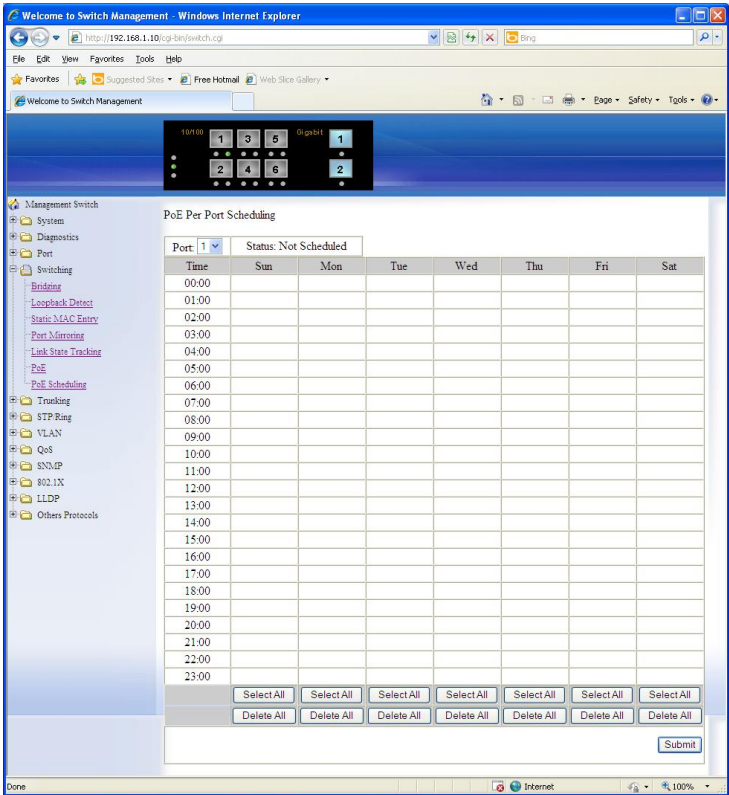 Welcome to Switch Management - Windows Internet Explorer
http://192.168.1.10/cgi-bin/switch.cgi
Bing
File Edit View Favorites Tools Help
Favorites Suggested Sites Free Hotmail Web Slice Gallery
Welcome to Switch Management
Page Safety Tools
10/100 1 3 5 Gigabit 1
2 4 6 2
Management Switch
System
Diagnostics
Port
Switching
Bridging
Loopback Detect
Static MAC Entry
Port Mirroring
Link State Tracking
PoE
PoE Scheduling
Trunking
STP/Ring
VLAN
QoS
SNMP
802.1X
LLDP
Others Protocols
PoE Per Port Scheduling
Port: 1 Status: Not Scheduled
Time Sun Mon Tue Wed Thu Fri Sat
00:00
01:00
02:00
03:00
04:00
05:00
06:00
07:00
08:00
09:00
10:00
11:00
12:00
13:00
14:00
15:00
16:00
17:00
18:00
19:00
20:00
21:00
22:00
23:00
Select All Select All Select All Select All Select All Select All Select All
Delete All Delete All Delete All Delete All Delete All Delete All Delete All
Submit
Done Internet 100%